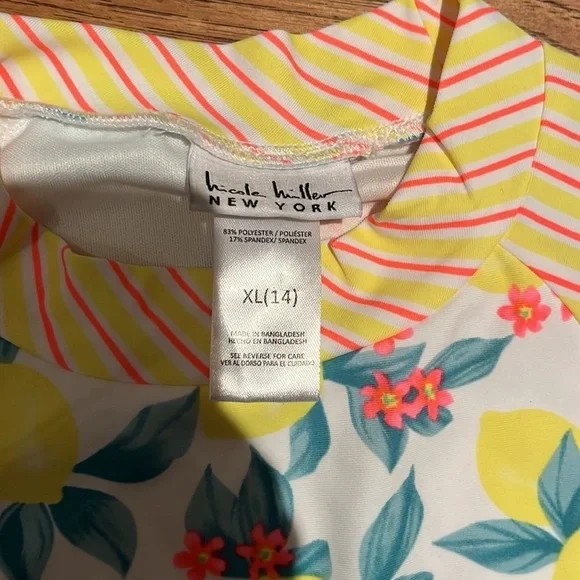 Nicole Miller
NEW YORK
83% POLYESTER / POLIÉSTER
17% SPANDEX/ SPANDEX
XL(14)
MADE IN BANGLADESH
HECHO EN BANGLADESH
SEE REVERSE FOR CARE
VER AL DORSO PARA EL CUIDADO